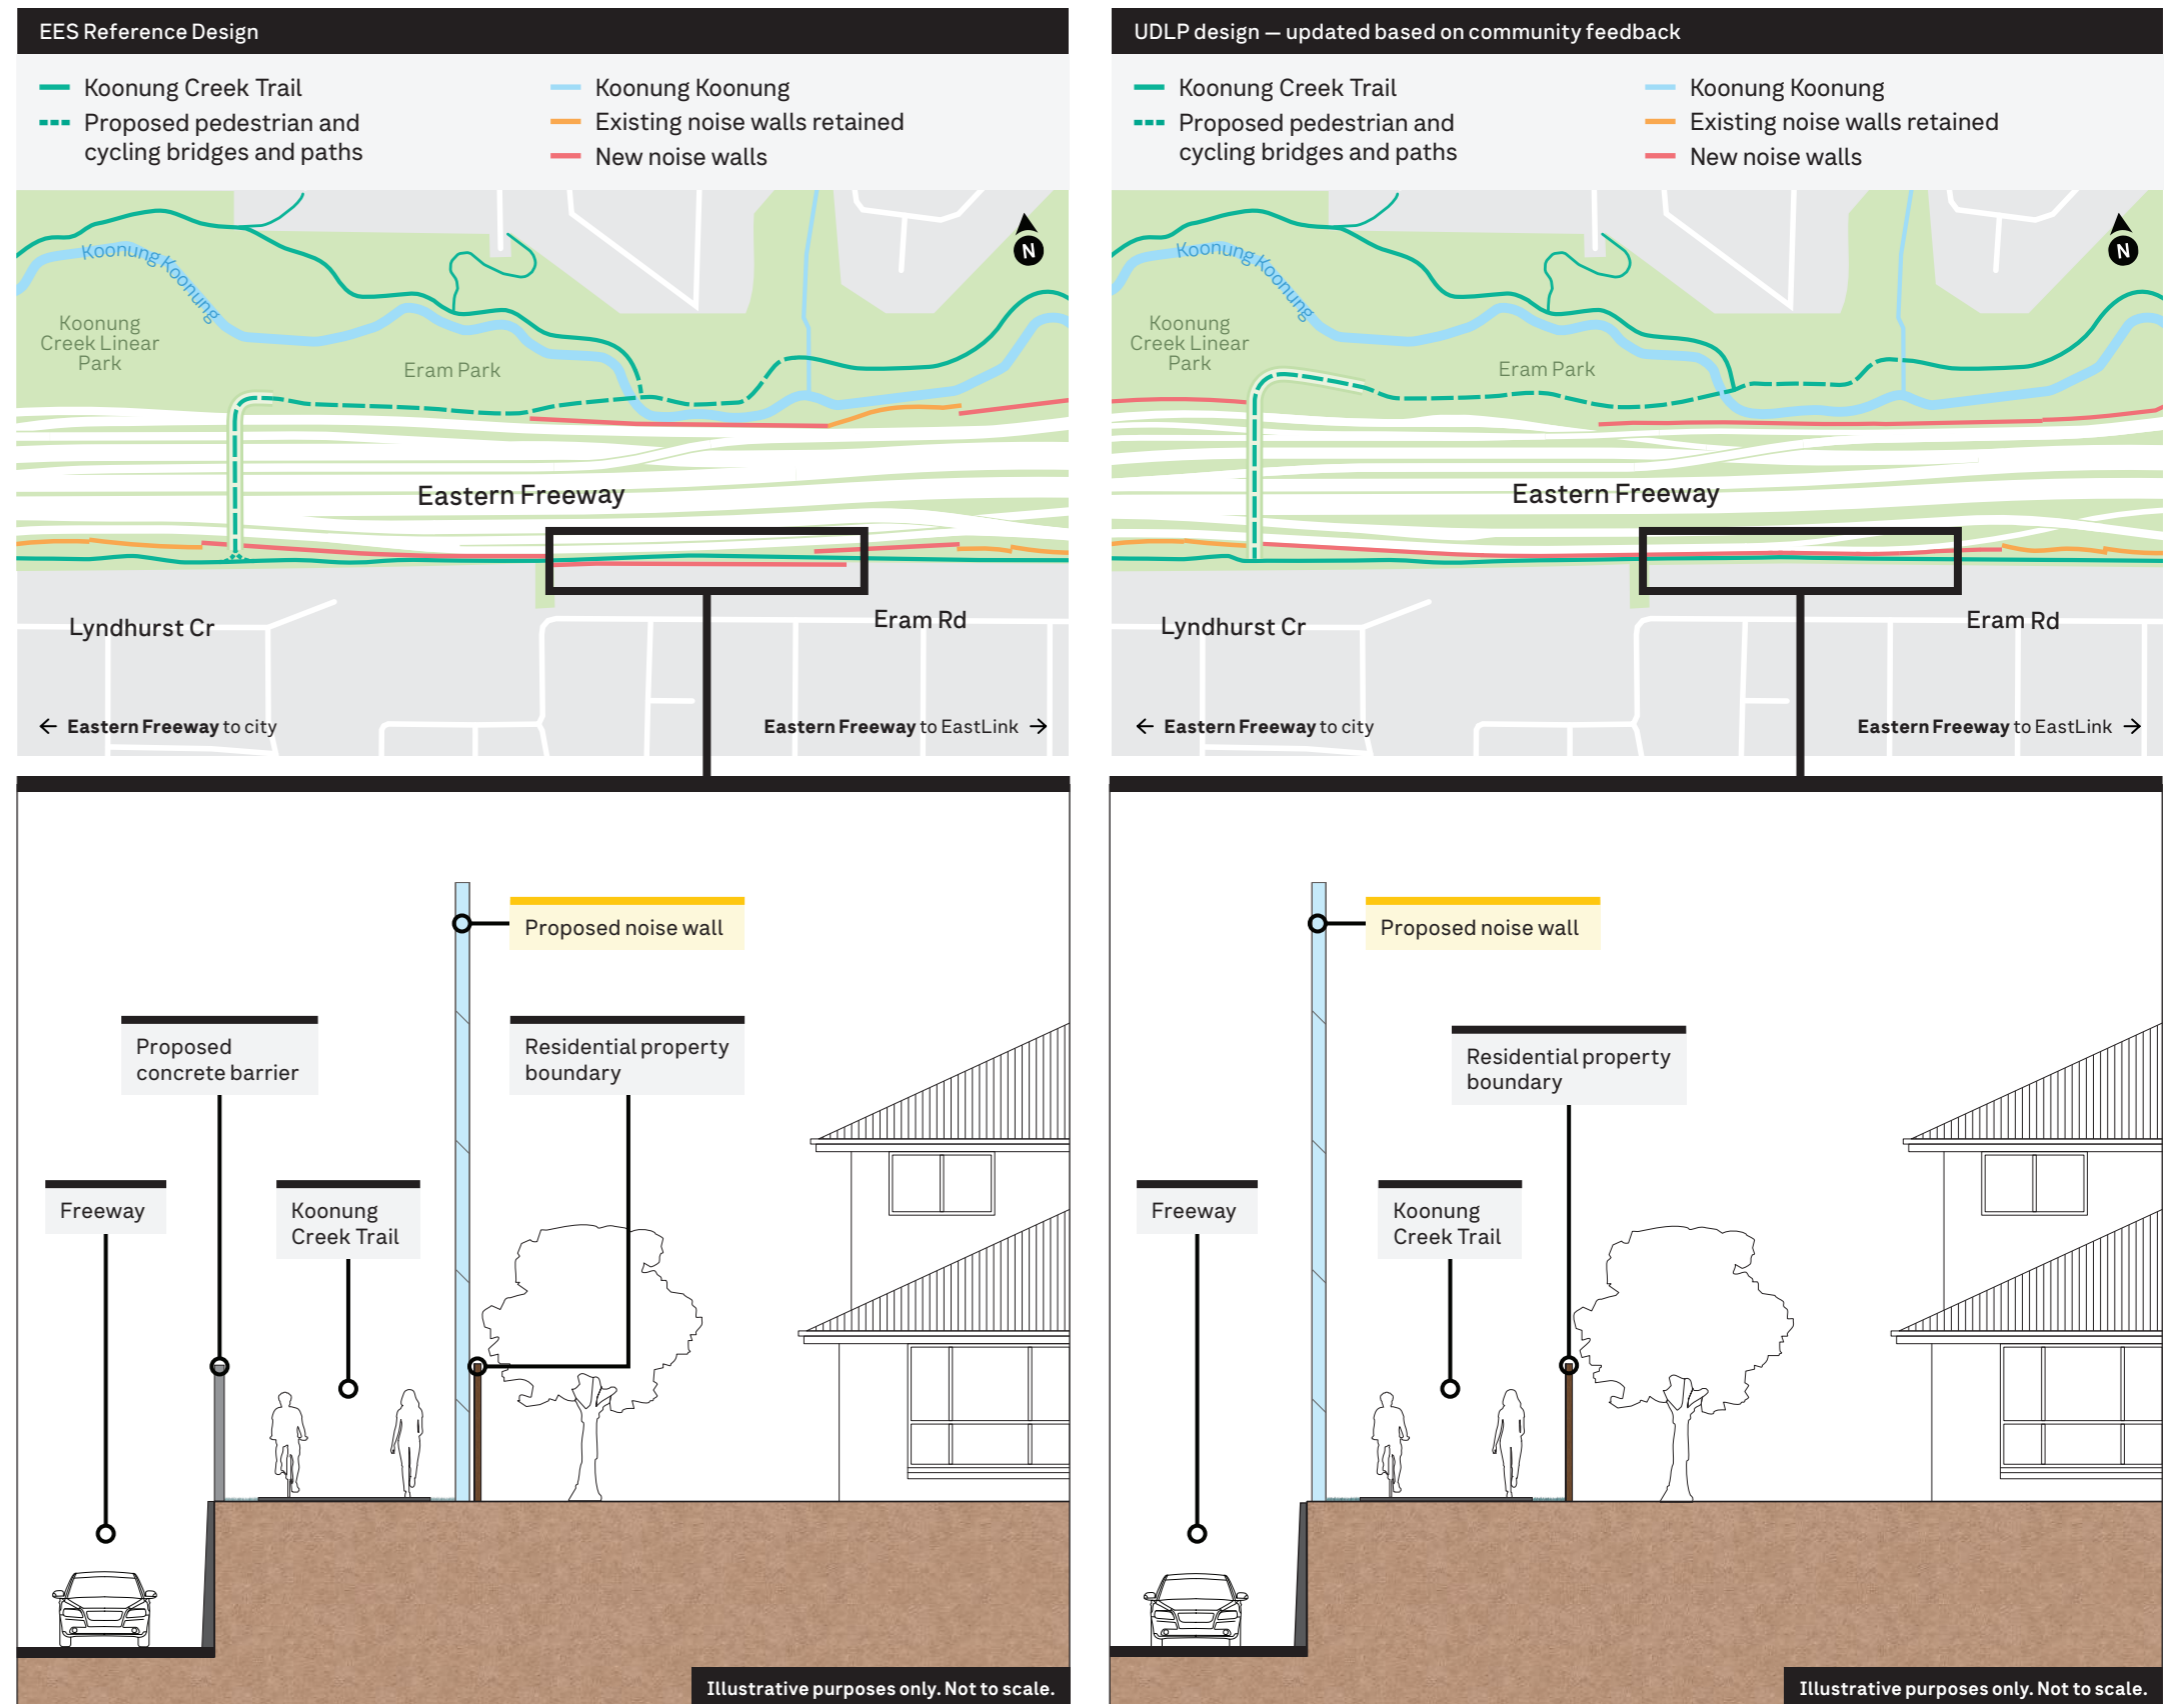 EES Reference Design
Koonung Creek Trail
Proposed pedestrian and
cycling bridges and paths
Koonung Koonung
Existing noise walls retained
New noise walls
N
Koonung Koonung
Koonung
Creek Linear
Park
Eram Park
Eastern Freeway
Lyndhurst Cr
Eram Rd
← Eastern Freeway to city
Eastern Freeway to EastLink →
Proposed noise wall
Proposed
concrete barrier
Residential property
boundary
Freeway
Koonung
Creek Trail
Illustrative purposes only. Not to scale.
UDLP design — updated based on community feedback
Koonung Creek Trail
Proposed pedestrian and
cycling bridges and paths
Koonung Koonung
Existing noise walls retained
New noise walls
N
Koonung Koonung
Koonung
Creek Linear
Park
Eram Park
Eastern Freeway
Lyndhurst Cr
Eram Rd
← Eastern Freeway to city
Eastern Freeway to EastLink →
Proposed noise wall
Residential property
boundary
Freeway
Koonung
Creek Trail
Illustrative purposes only. Not to scale.